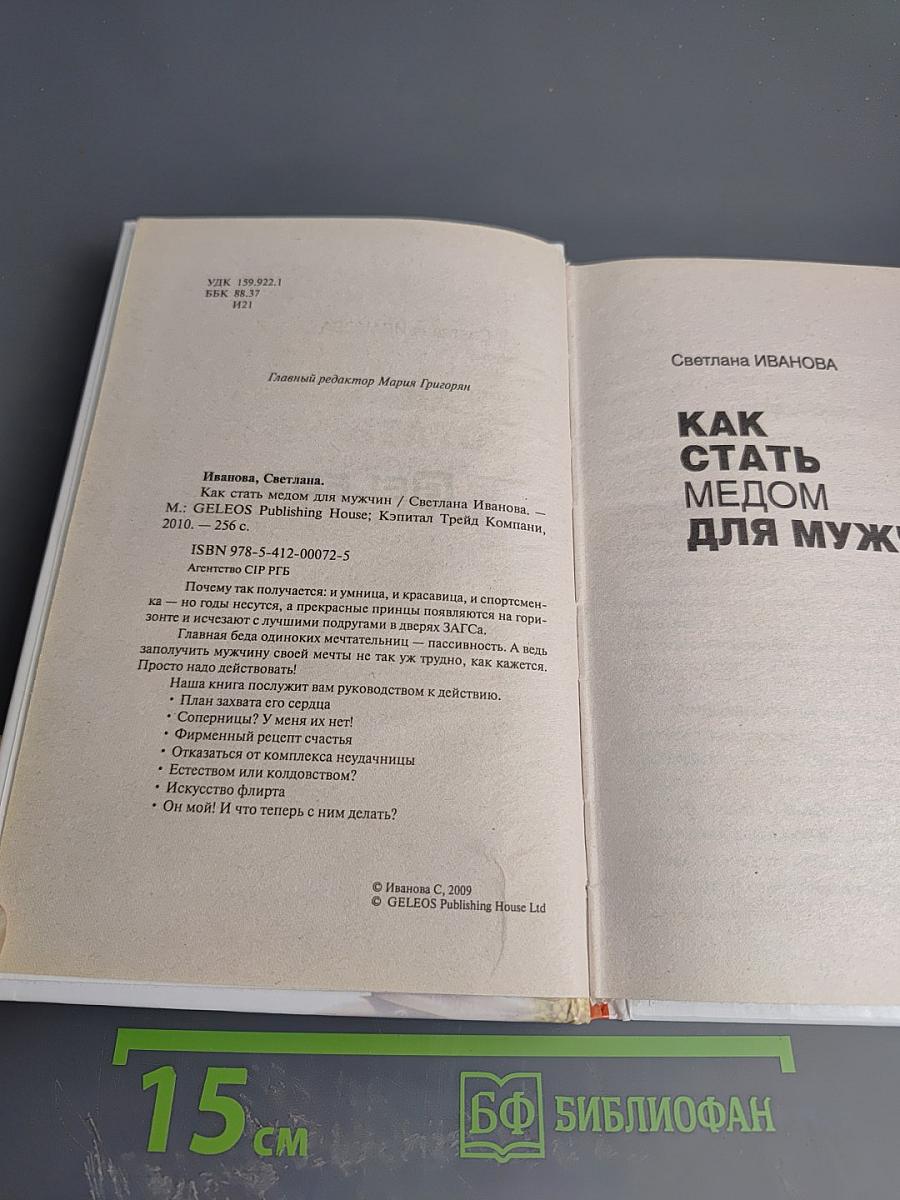 УДК 159.922.1
ББК 88.37
И21
Главный редактор Мария Григорян
Иванова, Светлана.
Как стать медом для мужчин / Светлана Иванова. —
М.: GELEOS Publishing House; Кэпитал Трейд Компани,
2010. — 256 с.
ISBN 978-5-412-00072-5
Агентство CIP РГБ
Почему так получается: и умница, и красавица, и спортсмен-
ка — но годы несутся, а прекрасные принцы появляются на гори-
зонте и исчезают с лучшими подругами в дверях ЗАГСа.
Главная беда одиноких мечтательниц — пассивность. А ведь
заполучить мужчину своей мечты не так уж трудно, как кажется.
Просто надо действовать!
Наша книга послужит вам руководством к действию.
• План захвата его сердца
• Соперницы? У меня их нет!
• Фирменный рецепт счастья
• Отказаться от комплекса неудачницы
• Естеством или колдовством?
• Искусство флирта
• Он мой! И что теперь с ним делать?
© Иванова С, 2009
© GELEOS Publishing House Ltd
Светлана ИВАНОВА
КАК
СТАТЬ
МЕДОМ
ДЛЯ МУЖЧ
15 см
БФ БИБЛИОФАН